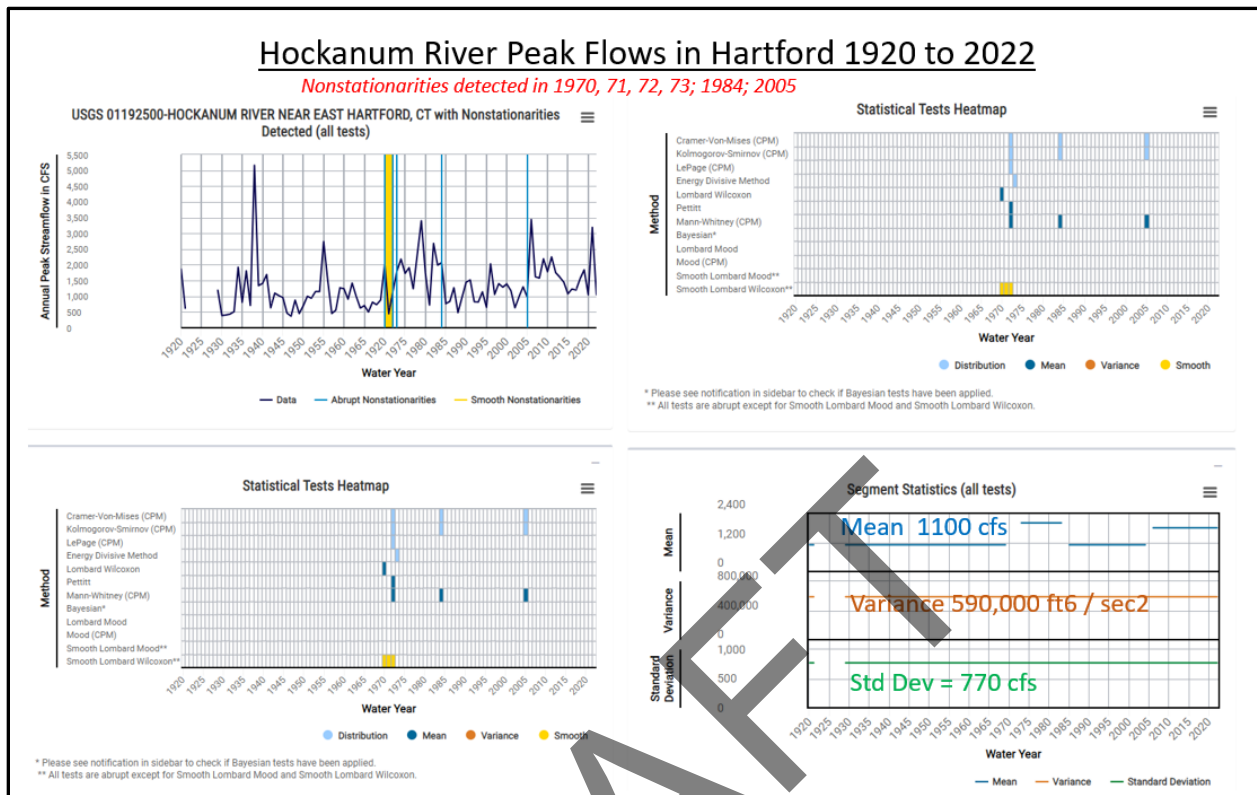 Hockanum River Peak Flows in Hartford 1920 to 2022
Nonstationarities detected in 1970, 71, 72, 73; 1984; 2005
USGS 01192500-HOCKANUM RIVER NEAR EAST HARTFORD, CT with Nonstationarities
Detected (all tests)
Annual Peak Streamflow in CFS
5,500
5,000
4,500
4,000
3,500
3,000
2,500
2,000
1,500
1,000
500
0
1920 1925 1930 1935 1940 1945 1950 1955 1960 1965 1970 1975 1980 1985 1990 1995 2000 2005 2010 2015 2020
Water Year
Data Abrupt Nonstationarities Smooth Nonstationarities
Statistical Tests Heatmap
Method
Cramer-Von-Mises (CPM)
Kolmogorov-Smirnov (CPM)
LePage (CPM)
Energy Divisive Method
Lombard Wilcoxon
Pettitt
Mann-Whitney (CPM)
Bayesian*
Lombard Mood
Mood (CPM)
Smooth Lombard Mood**
Smooth Lombard Wilcoxon**
1920 1925 1930 1935 1940 1945 1950 1955 1960 1965 1970 1975 1980 1985 1990 1995 2000 2005 2010 2015 2020
Water Year
Distribution Mean Variance Smooth
* Please see notification in sidebar to check if Bayesian tests have been applied.
** All tests are abrupt except for Smooth Lombard Mood and Smooth Lombard Wilcoxon.
Statistical Tests Heatmap
Method
Cramer-Von-Mises (CPM)
Kolmogorov-Smirnov (CPM)
LePage (CPM)
Energy Divisive Method
Lombard Wilcoxon
Pettitt
Mann-Whitney (CPM)
Bayesian*
Lombard Mood
Mood (CPM)
Smooth Lombard Mood**
Smooth Lombard Wilcoxon**
1920 1925 1930 1935 1940 1945 1950 1955 1960 1965 1970 1975 1980 1985 1990 1995 2000 2005 2010 2015 2020
Water Year
Distribution Mean Variance Smooth
* Please see notification in sidebar to check if Bayesian tests have been applied.
** All tests are abrupt except for Smooth Lombard Mood and Smooth Lombard Wilcoxon.
Segment Statistics (all tests)
Mean
2,400
1,200
0
Mean 1100 cfs
Variance
800,000
400,000
0
Variance 590,000 ft6 / sec2
Standard
Deviation
1,000
500
0
Std Dev = 770 cfs
1920 1925 1930 1935 1940 1945 1950 1955 1960 1965 1970 1975 1980 1985 1990 1995 2000 2005 2010 2015 2020
Water Year
Mean Variance Standard Deviation